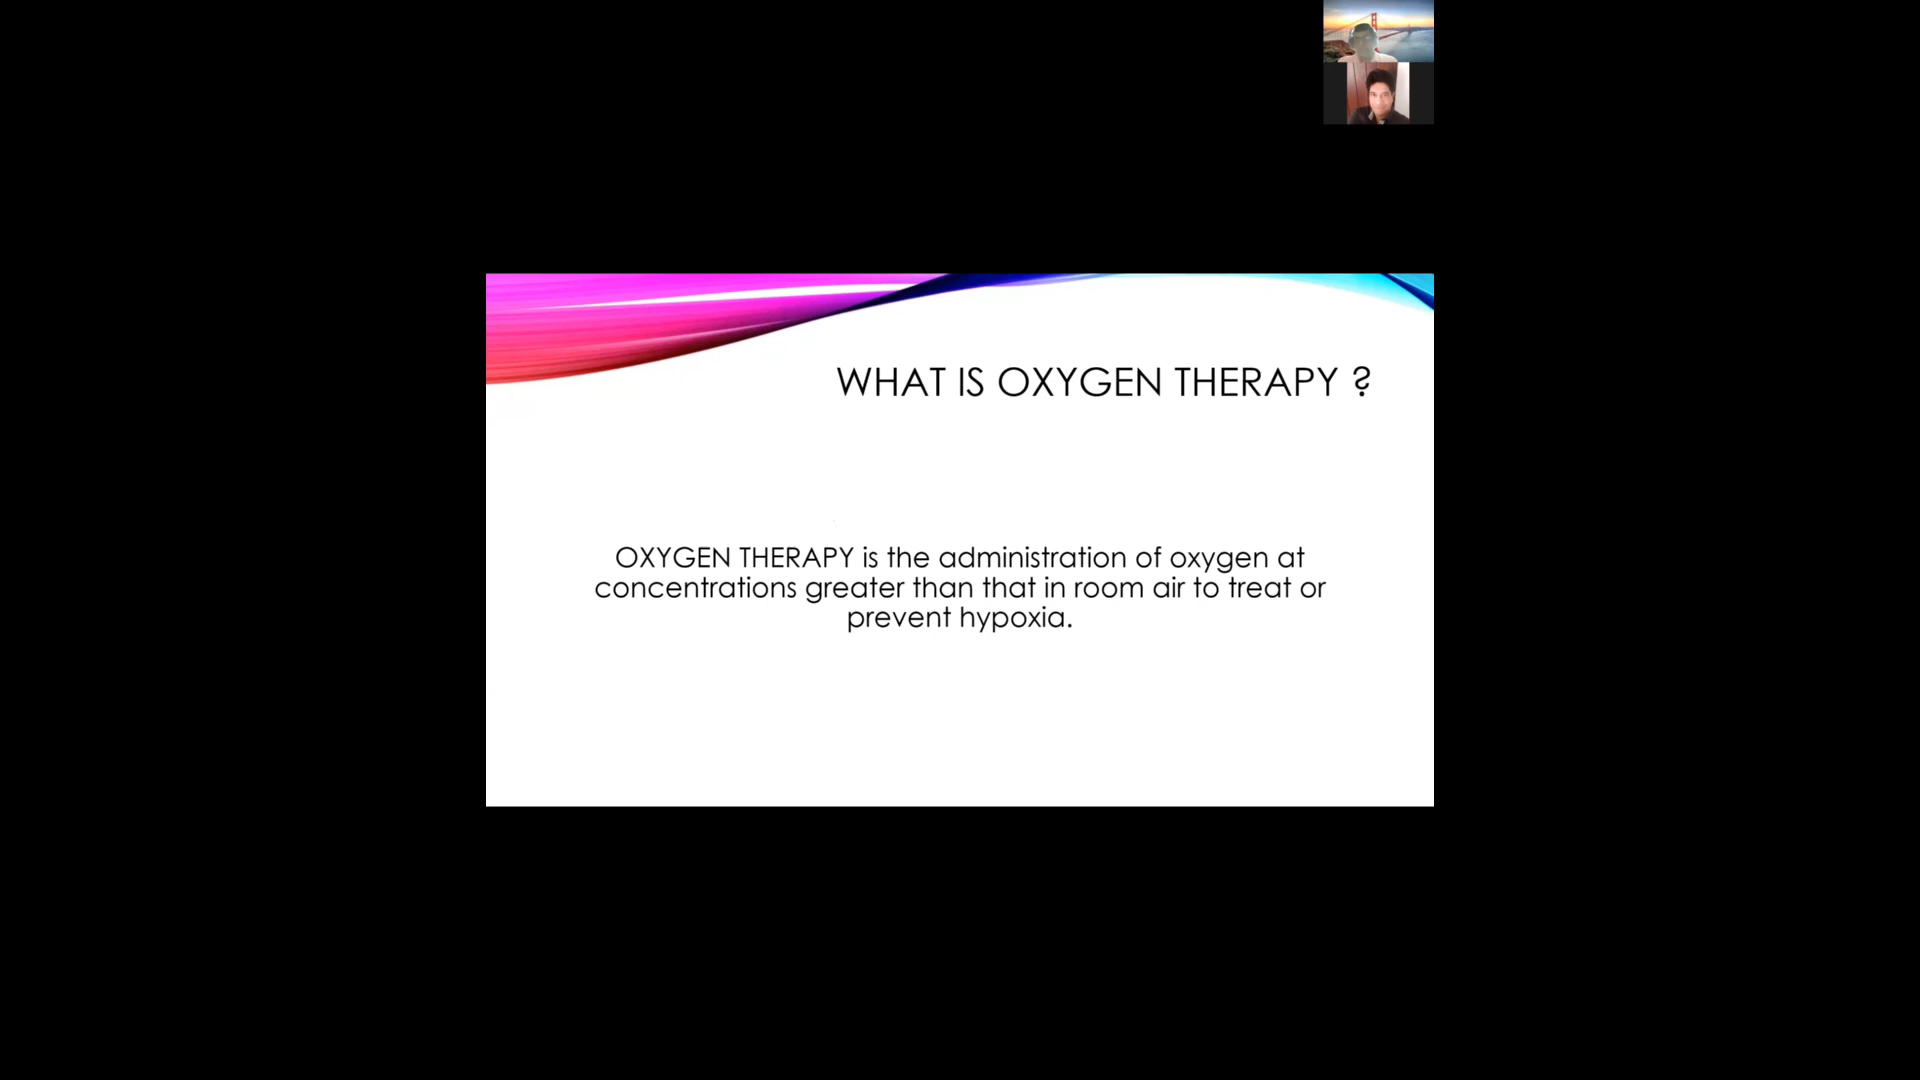 WHAT IS OXYGEN THERAPY ?
OXYGEN THERAPY is the administration of oxygen at
concentrations greater than that in room air to treat or
prevent hypoxia.